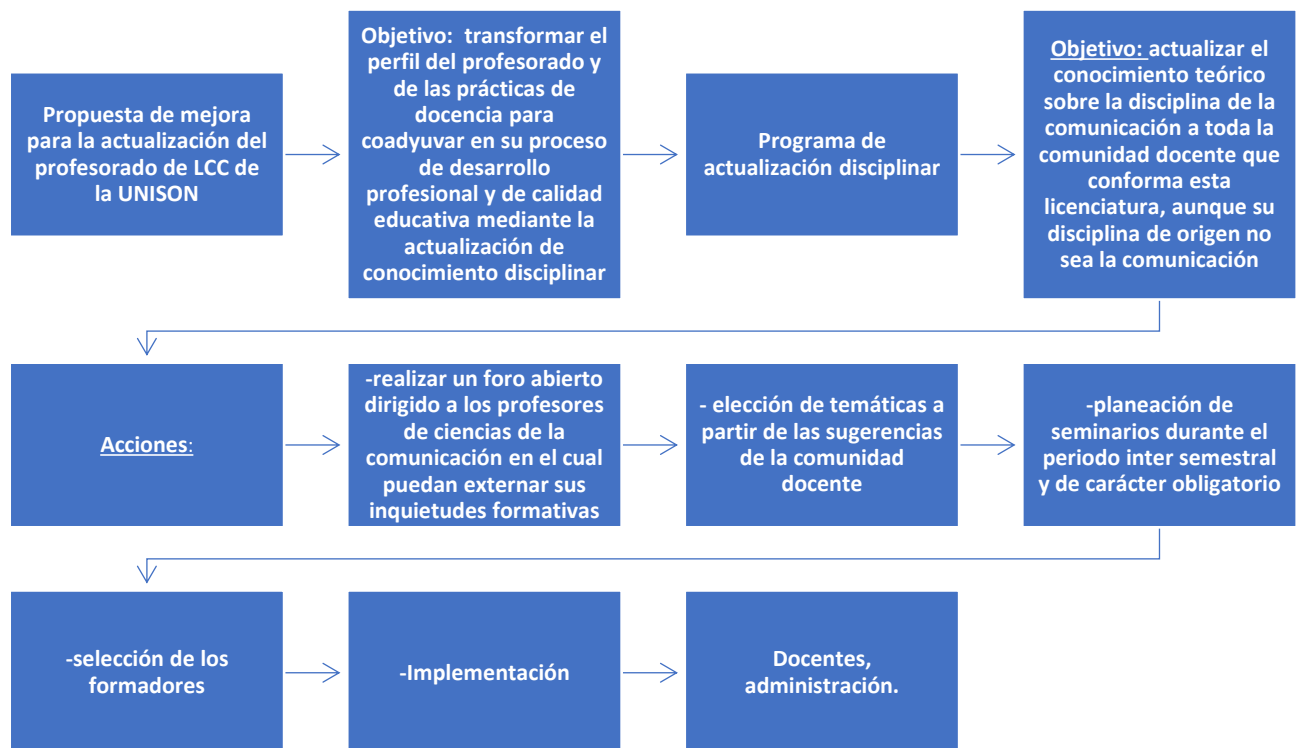 Propuesta de mejora
para la actualización del
profesorado de LCC de
la UNISON
Objetivo: transformar el
perfil del profesorado y
de las prácticas de
docencia para
coadyuvar en su proceso
de desarrollo
profesional y de calidad
educativa mediante la
actualización de
conocimiento disciplinar
Programa de
actualización disciplinar
Objetivo: actualizar el
conocimiento teórico
sobre la disciplina de la
comunicación a toda la
comunidad docente que
conforma esta
licenciatura, aunque su
disciplina de origen no
sea la comunicación
Acciones:
-realizar un foro abierto
dirigido a los profesores
de ciencias de la
comunicación en el cual
puedan externar sus
inquietudes formativas
- elección de temáticas a
partir de las sugerencias
de la comunidad
docente
-planeación de
seminarios durante el
periodo inter semestral
y de carácter obligatorio
-selección de los
formadores
-Implementación
Docentes,
administración.